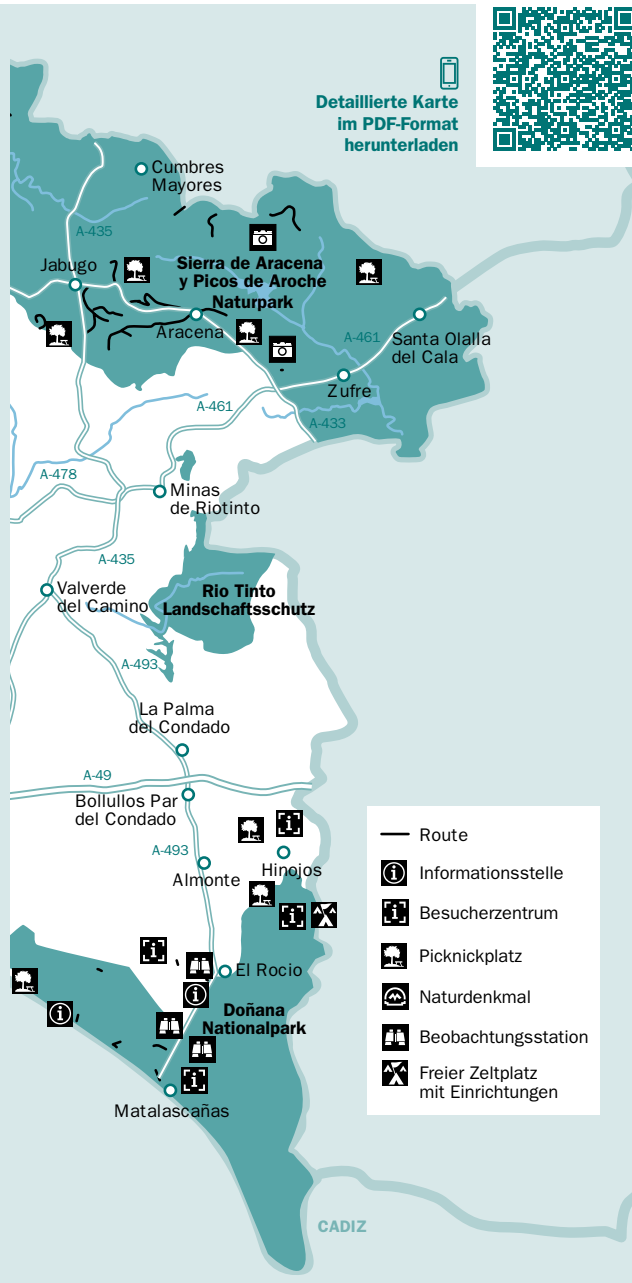 Detaillierte Karte
im PDF-Format
herunterladen
Cumbres
Mayores
A-435
Jabugo
Sierra de Aracena
y Picos de Aroche
Naturpark
Aracena
A-461
Santa Olalla
del Cala
Zufre
A-461
A-433
A-478
Minas
de Riotinto
A-435
Valverde
del Camino
Rio Tinto
Landschaftsschutz
A-493
La Palma
del Condado
A-49
Bollullos Par
del Condado
A-493
Almonte
Hinojos
El Rocio
Doñana
Nationalpark
Matalascañas
CADIZ
Route
Informationsstelle
Besucherzentrum
Picknickplatz
Naturdenkmal
Beobachtungsstation
Freier Zeltplatz
mit Einrichtungen